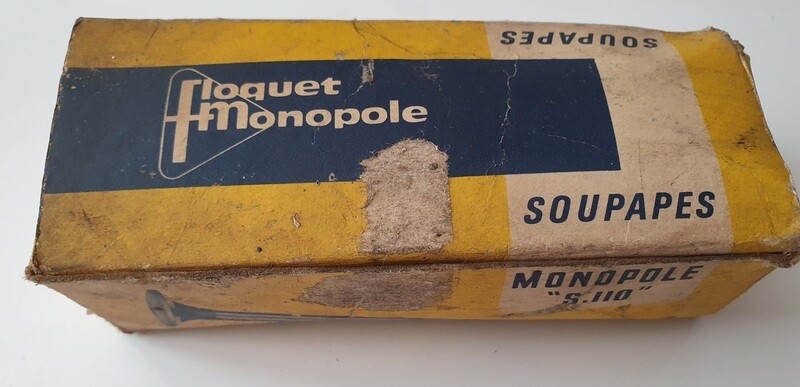 SOUPAPES
floquet
monopole
SOUPAPES
MONOPOLE
"S.110"